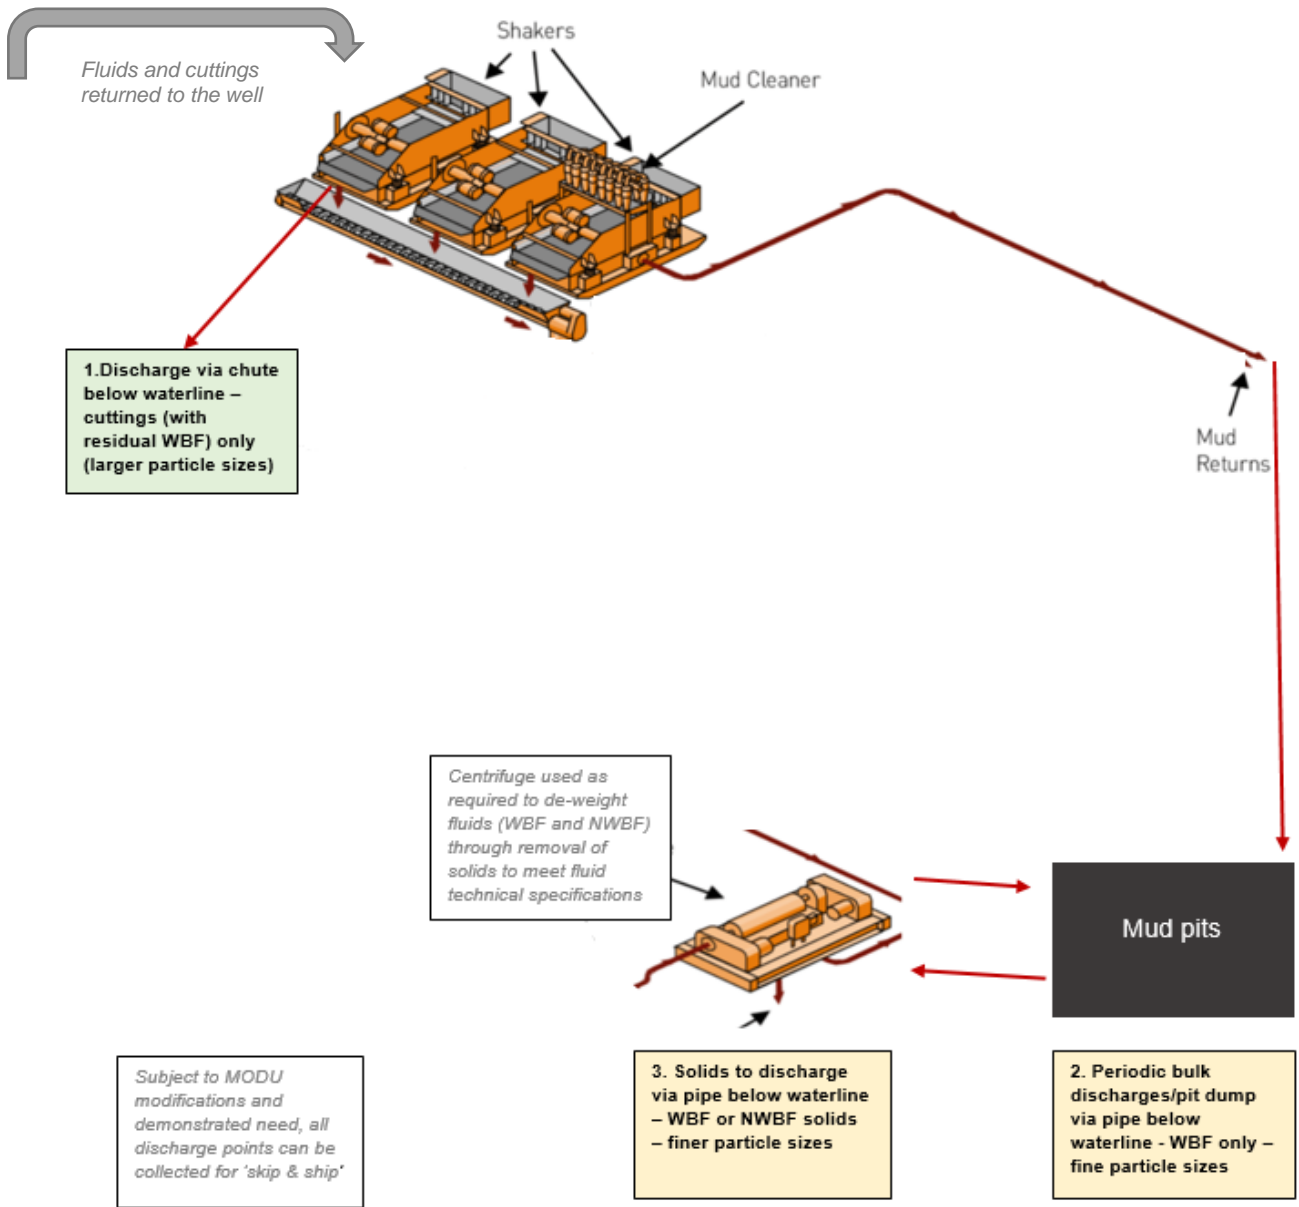 Shakers
Fluids and cuttings
returned to the well
Mud Cleaner
1.Discharge via chute
below waterline –
cuttings (with
residual WBF) only
(larger particle sizes)
Mud
Returns
Centrifuge used as
required to de-weight
fluids (WBF and NWBF)
through removal of
solids to meet fluid
technical specifications
Mud pits
Subject to MODU
modifications and
demonstrated need, all
discharge points can be
collected for ‘skip & ship’
3. Solids to discharge
via pipe below waterline
– WBF or NWBF solids
– finer particle sizes
2. Periodic bulk
discharges/pit dump
via pipe below
waterline - WBF only –
fine particle sizes